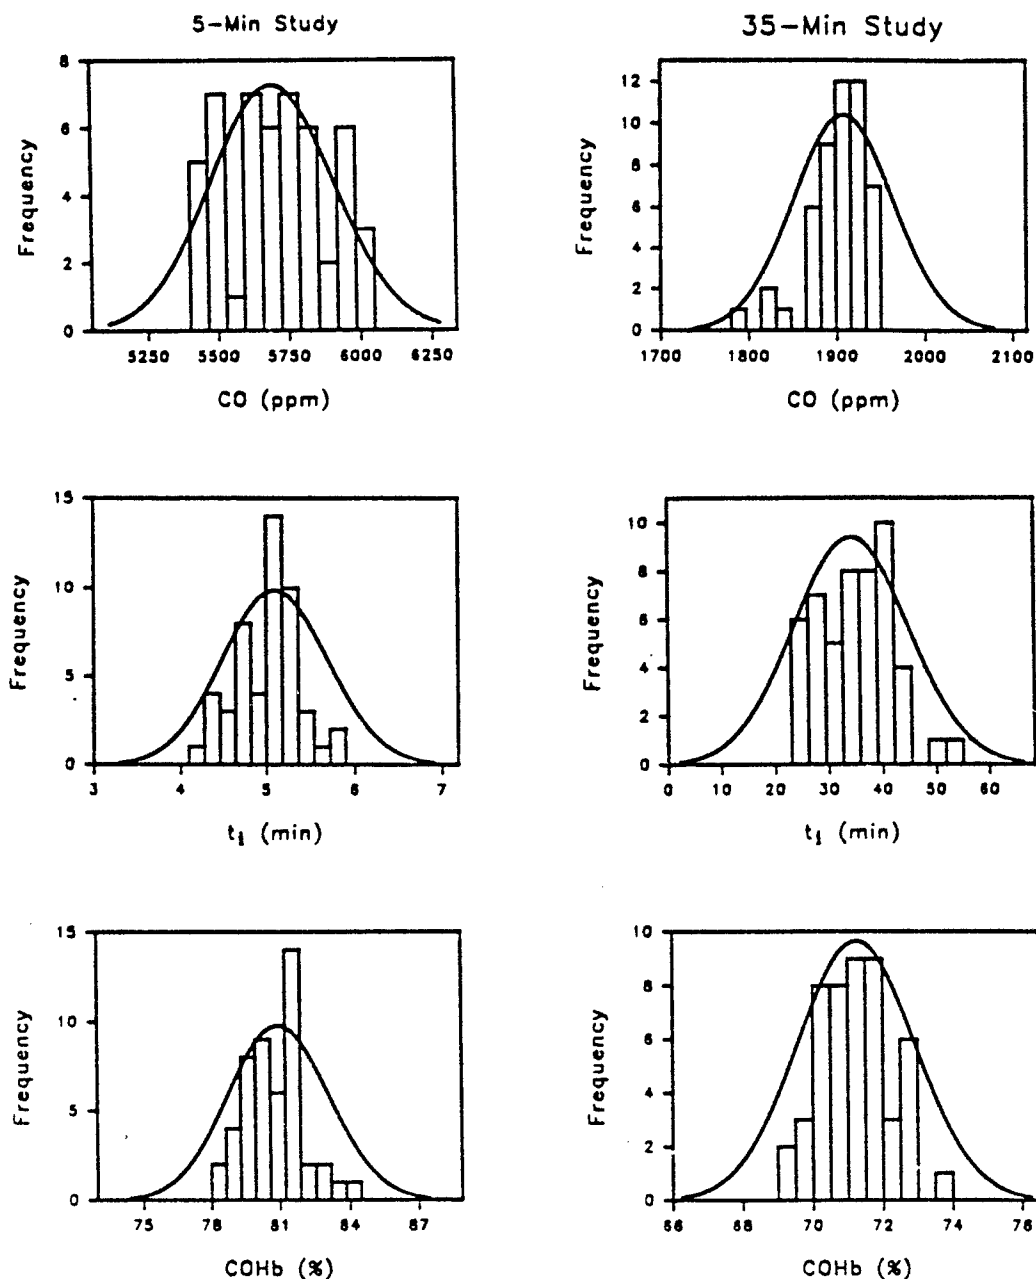 5-Min Study
35-Min Study
Frequency
8
6
4
2
0
5250 5500 5750 6000 6250
CO (ppm)
Frequency
12
10
8
6
4
2
0
1700 1800 1900 2000 2100
CO (ppm)
Frequency
15
10
5
0
3 4 5 6 7
t₁ (min)
Frequency
10
8
6
4
2
0
0 10 20 30 40 50 60
t₁ (min)
Frequency
15
10
5
0
75 78 81 84 87
COHb (%)
Frequency
10
8
6
4
2
0
66 68 70 72 74 76
COHb (%)